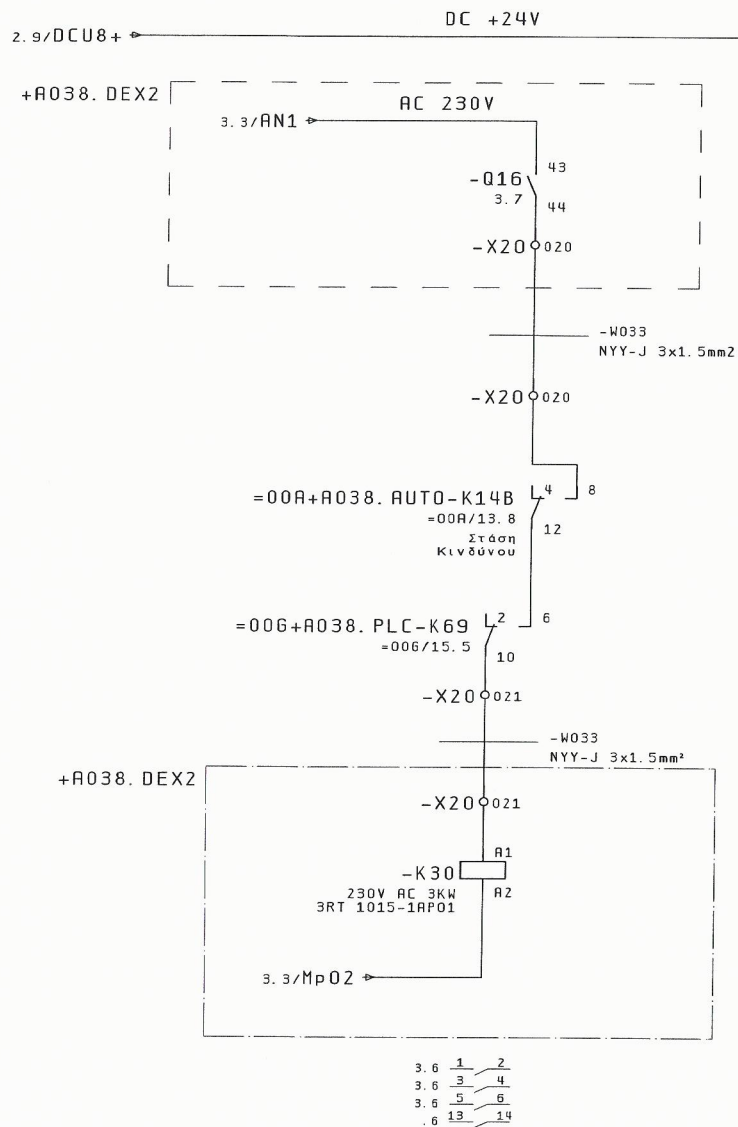 DC +24V
2.9/DCU8+
+A038.DEX2
AC 230V
3.3/AN1
43
-Q16
3.7
44
-X20 020
-W033
NYY-J 3x1.5mm2
-X20 020
4
8
=00A+A038.AUTO-K14B
=00A/13.8
12
Στάση
Κινδύνου
2
6
=00G+A038.PLC-K69
=00G/15.5
10
-X20 021
-W033
NYY-J 3x1.5mm²
+A038.DEX2
-X20 021
A1
-K30
230V AC 3KW
A2
3RT 1015-1AP01
3.3/Mp02
3.6 1 2
3.6 3 4
3.6 5 6
.6 13 14